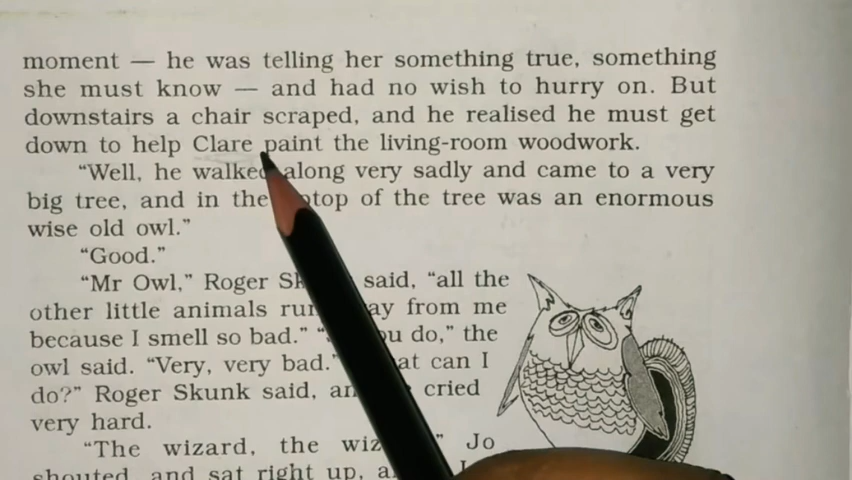 moment — he was telling her something true, something
she must know — and had no wish to hurry on. But
downstairs a chair scraped, and he realised he must get
down to help Clare paint the living-room woodwork.
“Well, he walked along very sadly and came to a very
big tree, and in the top of the tree was an enormous
wise old owl.”
“Good.”
“Mr Owl,” Roger said, “all the
other little animals from me
because I smell so bad.” do,” the
owl said. “Very, very bad.” can I
do?” Roger Skunk said, cried
very hard.
“The wizard, the Jo
shouted, and sat right up,